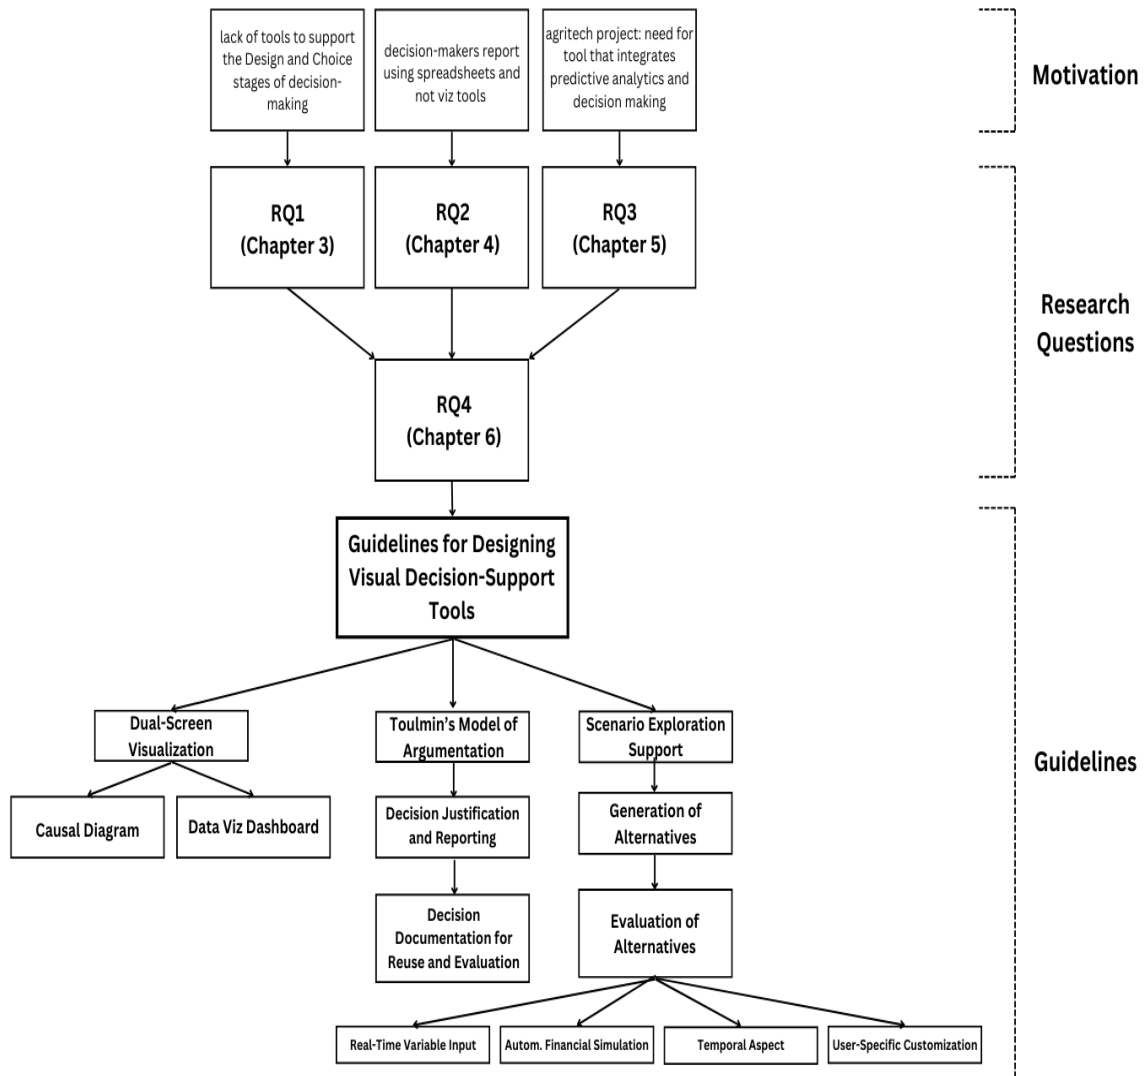 lack of tools to support
the Design and Choice
stages of decision-
making
decision-makers report
using spreadsheets and
not viz tools
agritech project: need for
tool that integrates
predictive analytics and
decision making
Motivation
RQ1
(Chapter 3)
RQ2
(Chapter 4)
RQ3
(Chapter 5)
Research
Questions
RQ4
(Chapter 6)
Guidelines for Designing
Visual Decision-Support
Tools
Dual-Screen
Visualization
Toulmin's Model of
Argumentation
Scenario Exploration
Support
Guidelines
Causal Diagram
Data Viz Dashboard
Decision Justification
and Reporting
Generation of
Alternatives
Decision
Documentation for
Reuse and Evaluation
Evaluation of
Alternatives
Real-Time Variable Input
Autom. Financial Simulation
Temporal Aspect
User-Specific Customization